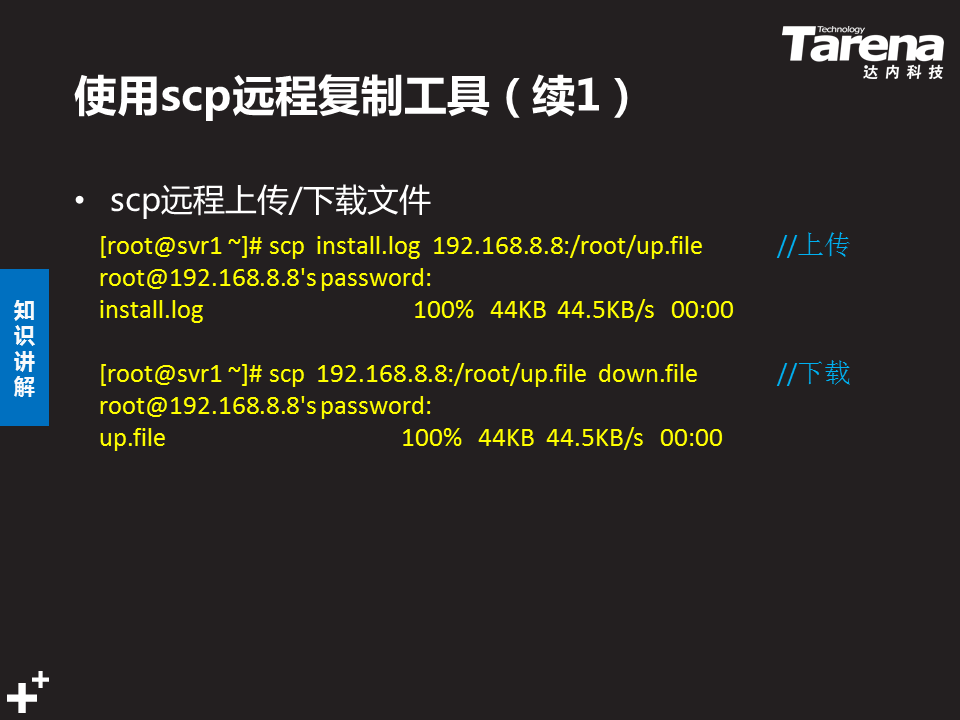 Technology
Tarena
达内科技
使用scp远程复制工具（续1）
• scp远程上传/下载文件
[root@svr1 ~]# scp install.log 192.168.8.8:/root/up.file //上传
root@192.168.8.8's password:
install.log 100% 44KB 44.5KB/s 00:00
[root@svr1 ~]# scp 192.168.8.8:/root/up.file down.file //下载
root@192.168.8.8's password:
up.file 100% 44KB 44.5KB/s 00:00
知识讲解